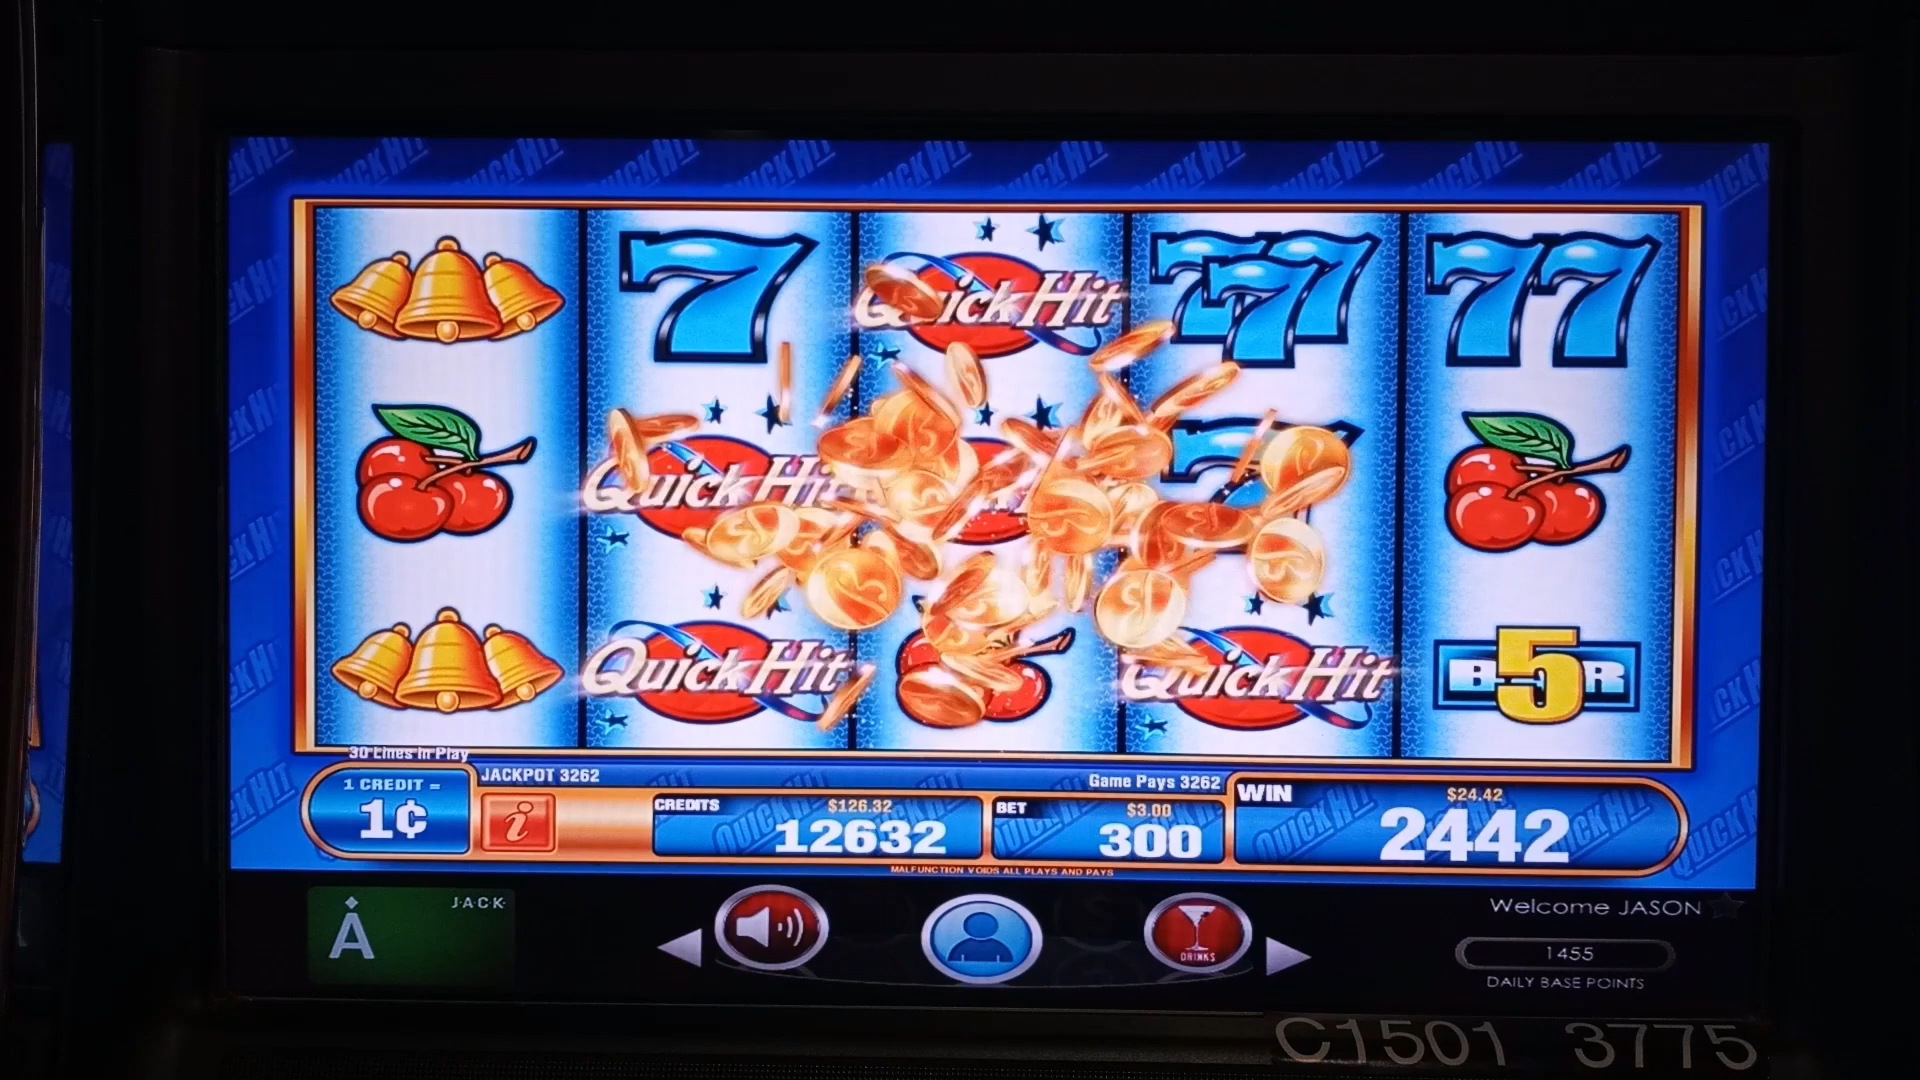 Quick Hit
Quick Hit
Quick Hit
Quick Hit
B 5 R
30 Lines In Play
1 CREDIT =
1¢
JACKPOT 3262
Game Pays 3262
i
CREDITS
$126.32
12632
BET
$3.00
300
WIN
$24.42
2442
MALFUNCTION VOIDS ALL PLAYS AND PAYS
A
JACK
DRINKS
Welcome JASON
1455
DAILY BASE POINTS
C1501 3775